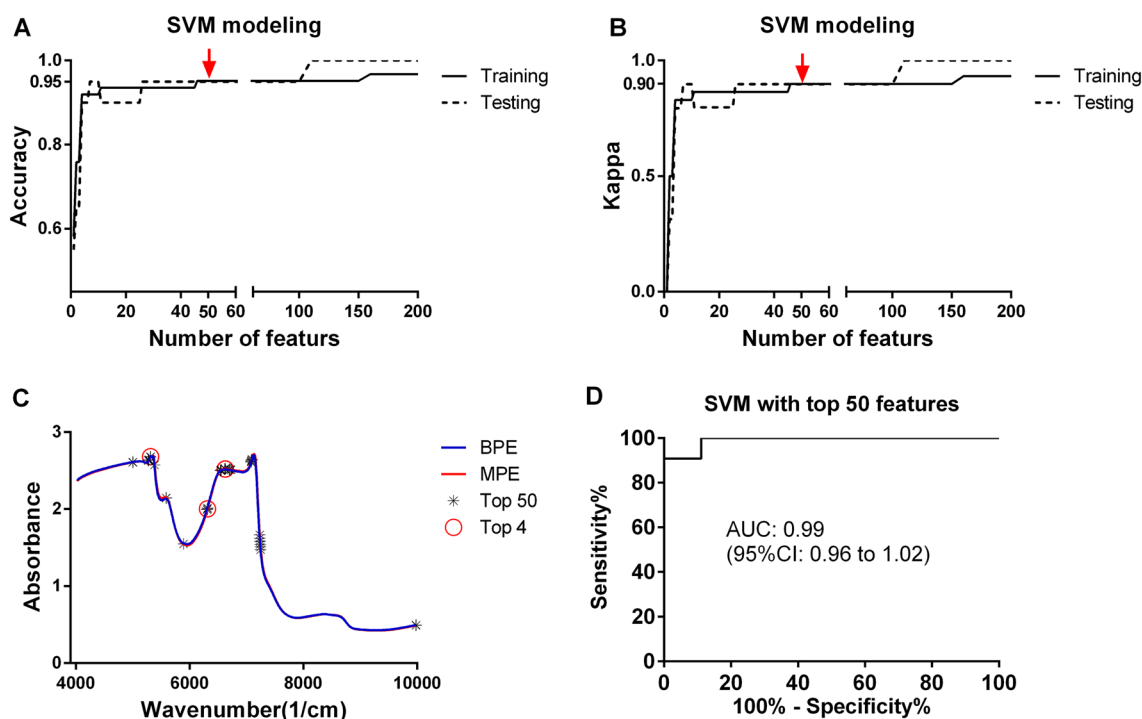 A
SVM modeling
1.0
0.95
0.6
Accuracy
0
20
40
50
60
100
150
200
Number of featurs
Training
Testing
B
SVM modeling
1.0
0.90
0.5
0.0
Kappa
0
20
40
50
60
100
150
200
Number of featurs
Training
Testing
C
3
2
1
0
Absorbance
4000
6000
8000
10000
Wavenumber(1/cm)
BPE
MPE
Top 50
Top 4
D
SVM with top 50 features
100
80
60
40
20
0
Sensitivity%
AUC: 0.99
(95%CI: 0.96 to 1.02)
0
20
40
60
80
100
100% - Specificity%